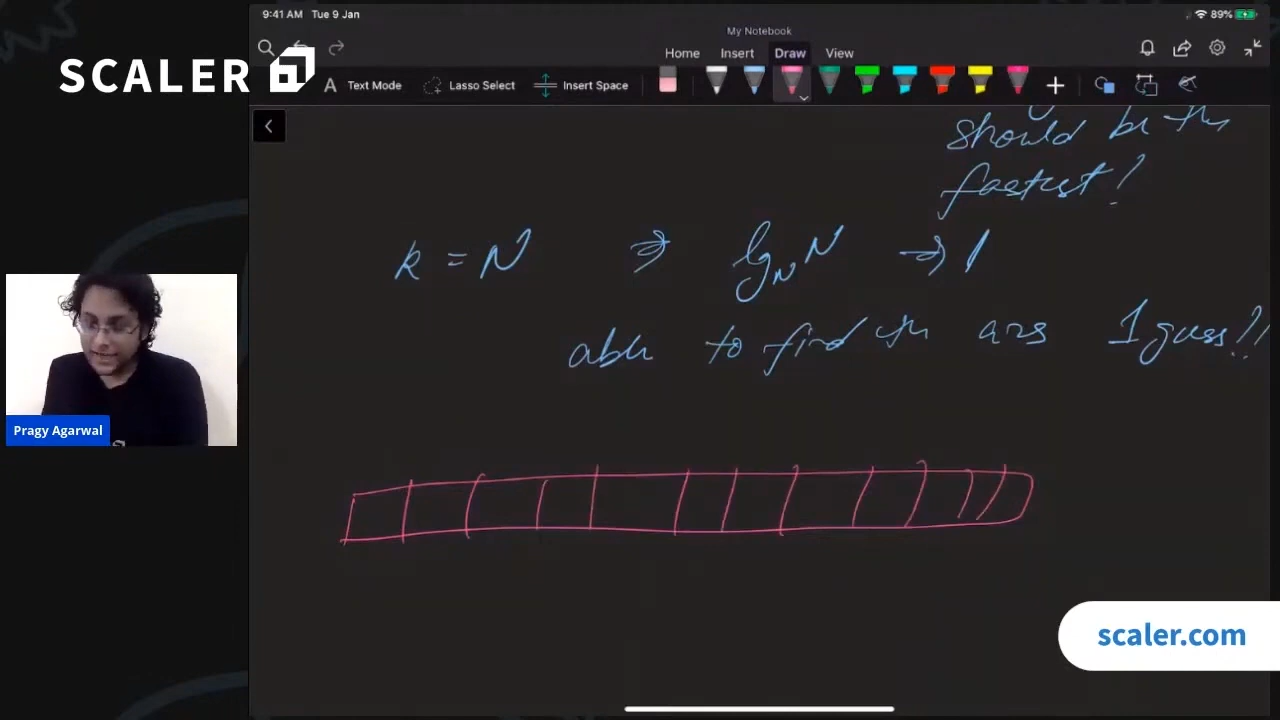 9:41 AM Tue 9 Jan
89%
My Notebook
SCALER
Home Insert Draw View
A Text Mode Lasso Select Insert Space
should be the
fastest!
k = N ⇒ lg_N N ⇒ 1
able to find the ans 1 guess!!
Pragy Agarwal
scaler.com